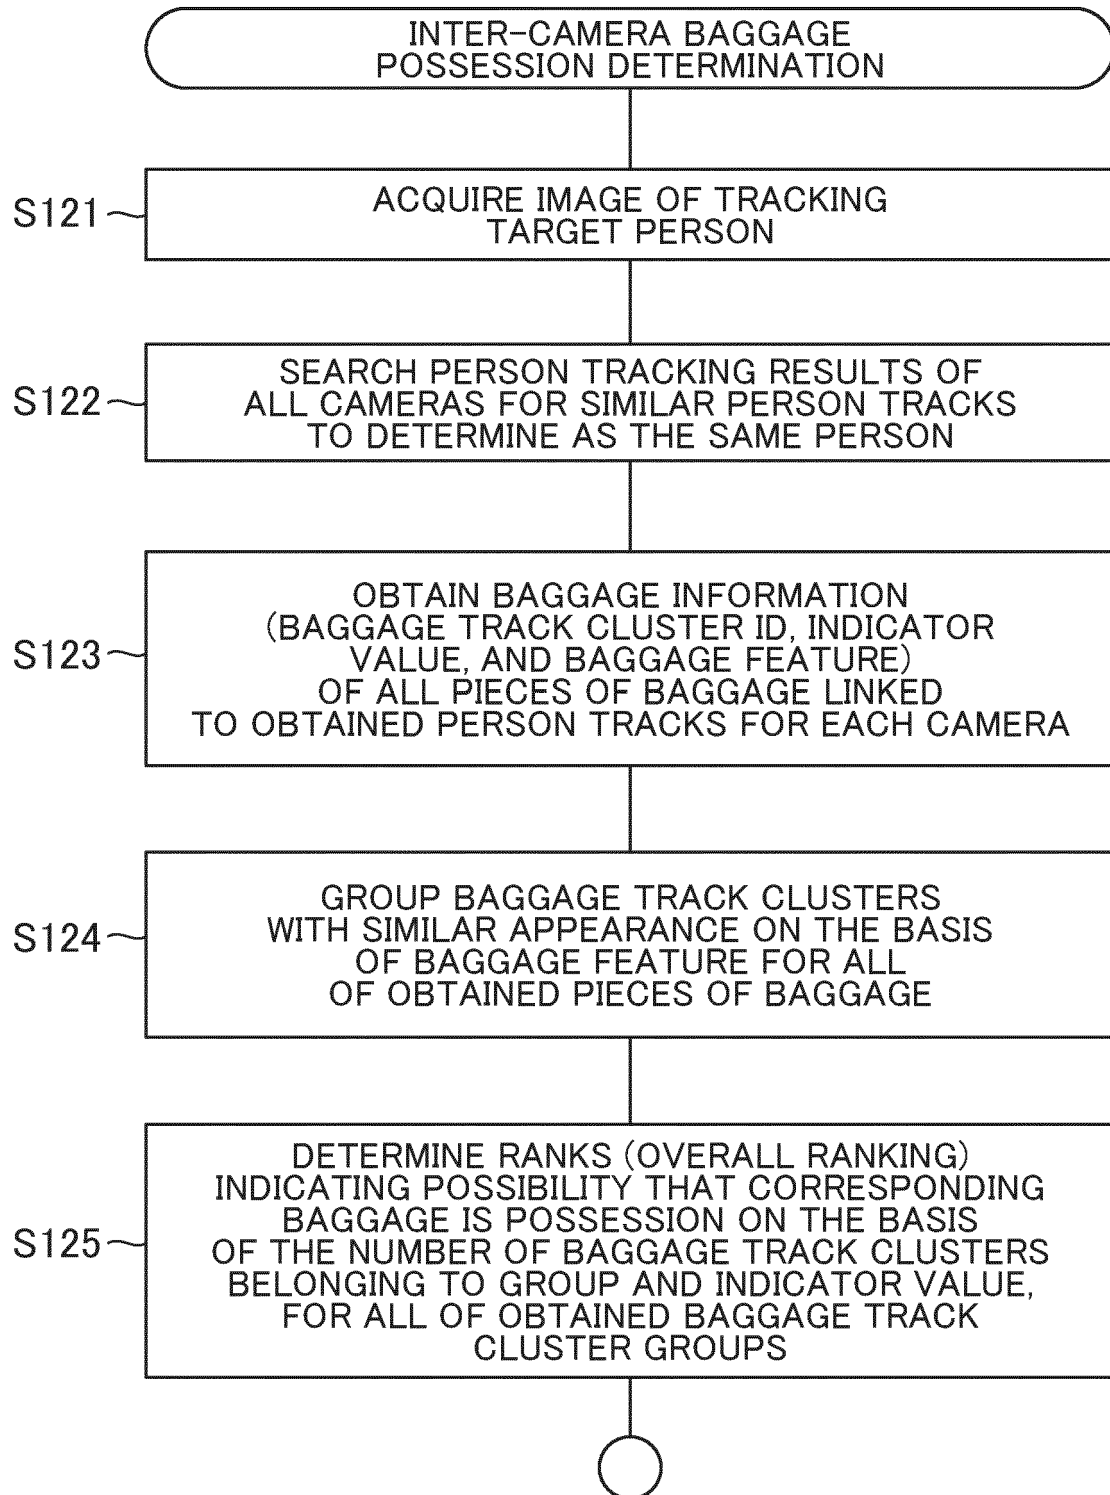 INTER-CAMERA BAGGAGE
POSSESSION DETERMINATION
S121
ACQUIRE IMAGE OF TRACKING
TARGET PERSON
S122
SEARCH PERSON TRACKING RESULTS OF
ALL CAMERAS FOR SIMILAR PERSON TRACKS
TO DETERMINE AS THE SAME PERSON
S123
OBTAIN BAGGAGE INFORMATION
(BAGGAGE TRACK CLUSTER ID, INDICATOR
VALUE, AND BAGGAGE FEATURE)
OF ALL PIECES OF BAGGAGE LINKED
TO OBTAINED PERSON TRACKS FOR EACH CAMERA
S124
GROUP BAGGAGE TRACK CLUSTERS
WITH SIMILAR APPEARANCE ON THE BASIS
OF BAGGAGE FEATURE FOR ALL
OF OBTAINED PIECES OF BAGGAGE
S125
DETERMINE RANKS (OVERALL RANKING)
INDICATING POSSIBILITY THAT CORRESPONDING
BAGGAGE IS POSSESSION ON THE BASIS
OF THE NUMBER OF BAGGAGE TRACK CLUSTERS
BELONGING TO GROUP AND INDICATOR VALUE,
FOR ALL OF OBTAINED BAGGAGE TRACK
CLUSTER GROUPS